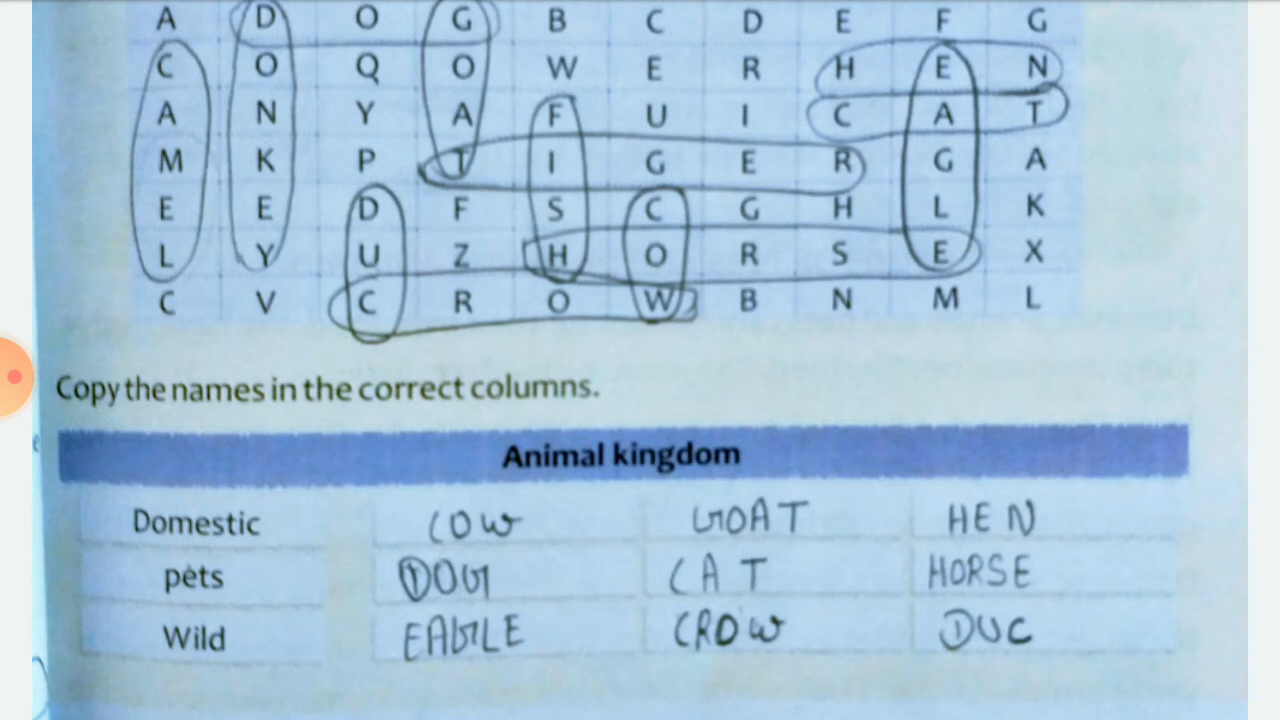 A D O G B C D E F G
C O Q O W E R H E N
A N Y A F U I C A T
M K P T I G E R G A
E E D F S C G H L K
L Y U Z H O R S E X
C V C R O W B N M L
Copy the names in the correct columns.
Animal kingdom
Domestic COW GOAT HEN
pets DOG CAT HORSE
Wild EAGLE CROW DUC